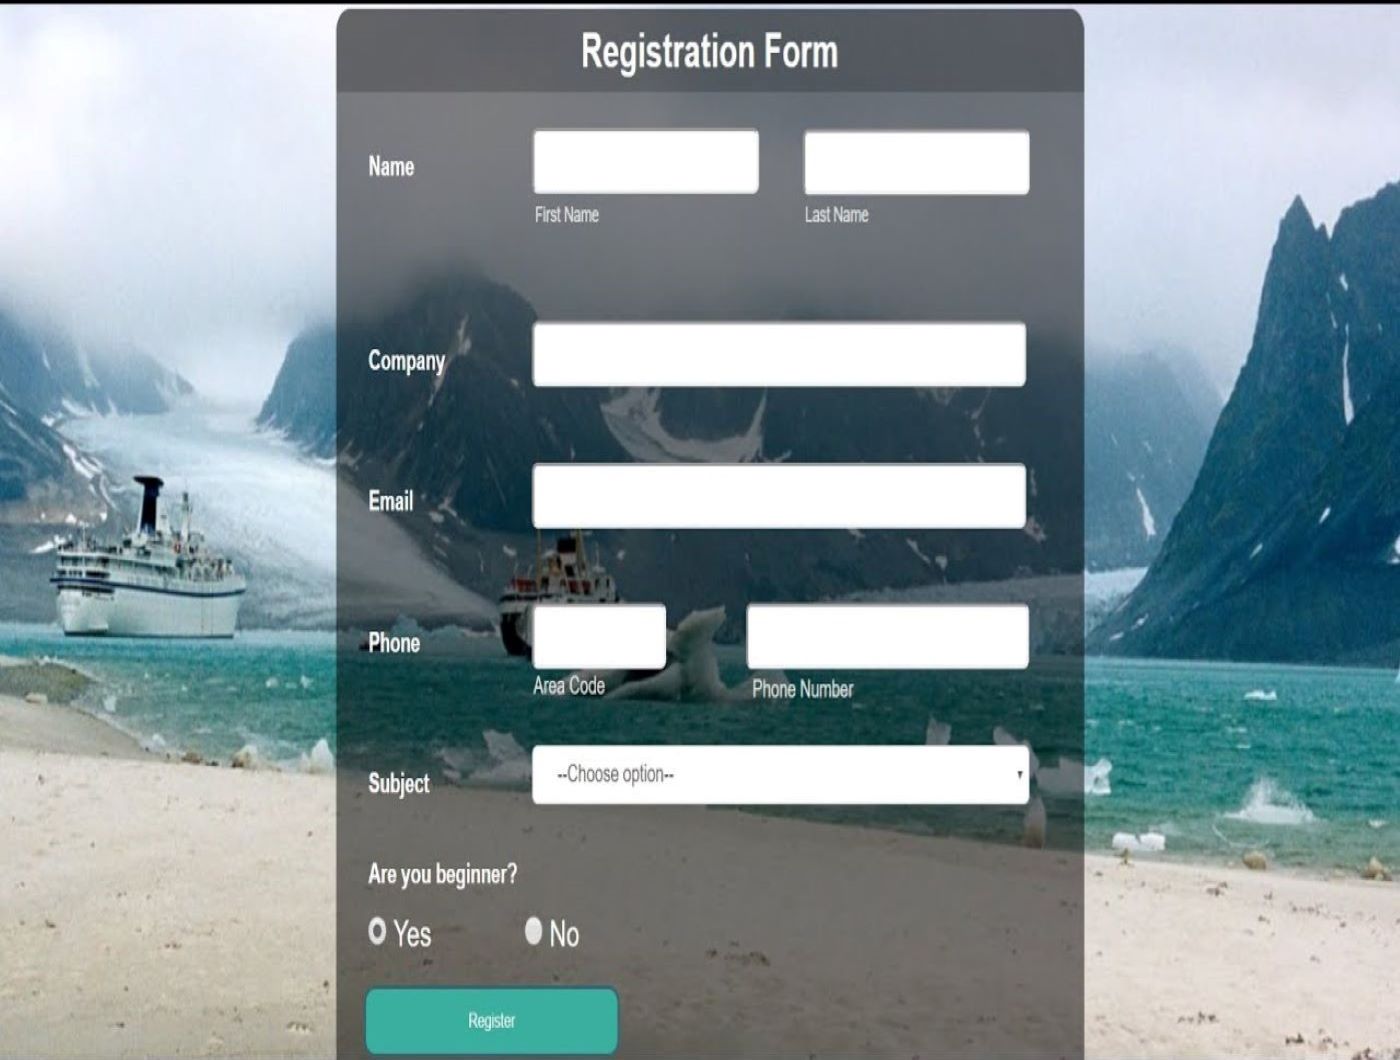 Registration Form
Name
First Name
Last Name
Company
Email
Phone
Area Code
Phone Number
Subject
--Choose option--
Are you beginner?
Yes
No
Register